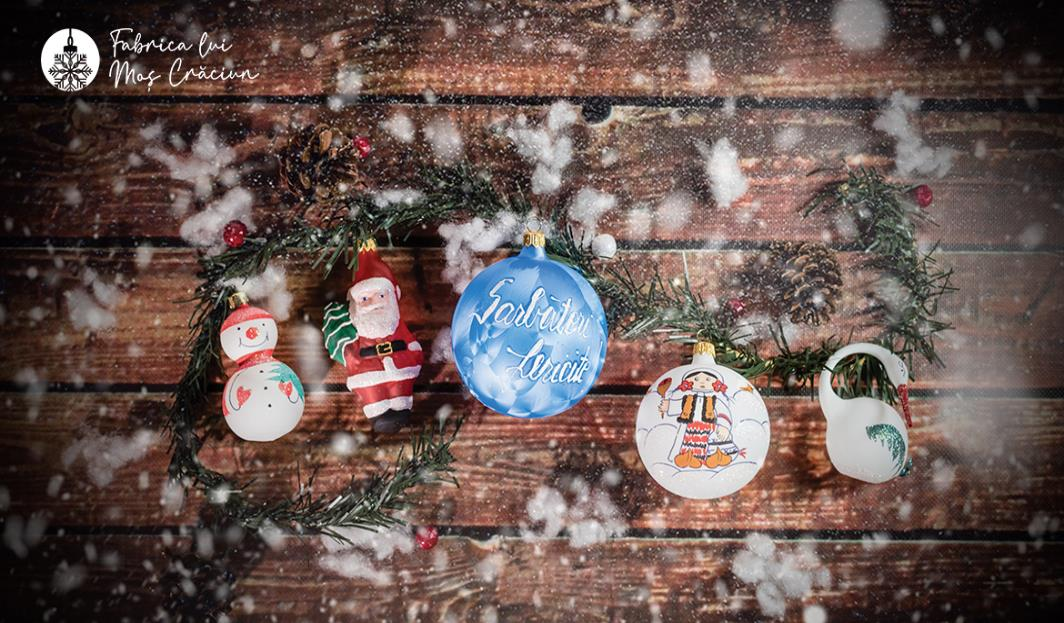 Fabrica lui
Moș Crăciun
Sărbători
Fericite